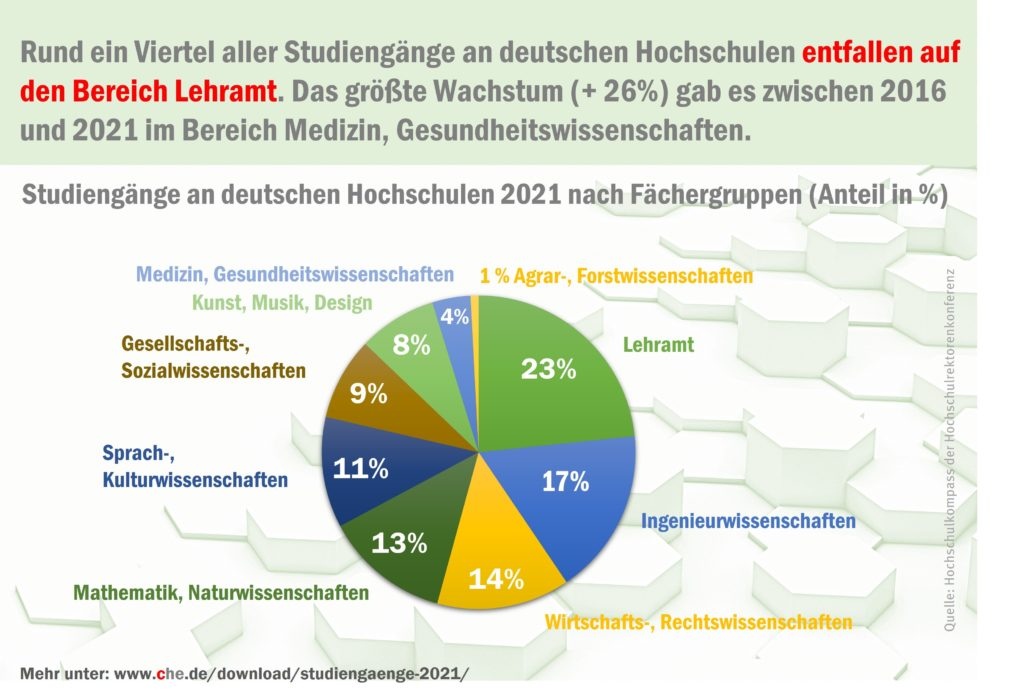 Rund ein Viertel aller Studiengänge an deutschen Hochschulen entfallen auf
den Bereich Lehramt. Das größte Wachstum (+ 26%) gab es zwischen 2016
und 2021 im Bereich Medizin, Gesundheitswissenschaften.
Studiengänge an deutschen Hochschulen 2021 nach Fächergruppen (Anteil in %)
Medizin, Gesundheitswissenschaften
1 % Agrar-, Forstwissenschaften
Kunst, Musik, Design
4%
Gesellschafts-,
Sozialwissenschaften
8%
Lehramt
23%
9%
Sprach-,
Kulturwissenschaften
11%
17%
Ingenieurwissenschaften
13%
14%
Mathematik, Naturwissenschaften
Wirtschafts-, Rechtswissenschaften
Quelle: Hochschulkompass der Hochschulrektorenkonferenz
Mehr unter: www.che.de/download/studiengaenge-2021/